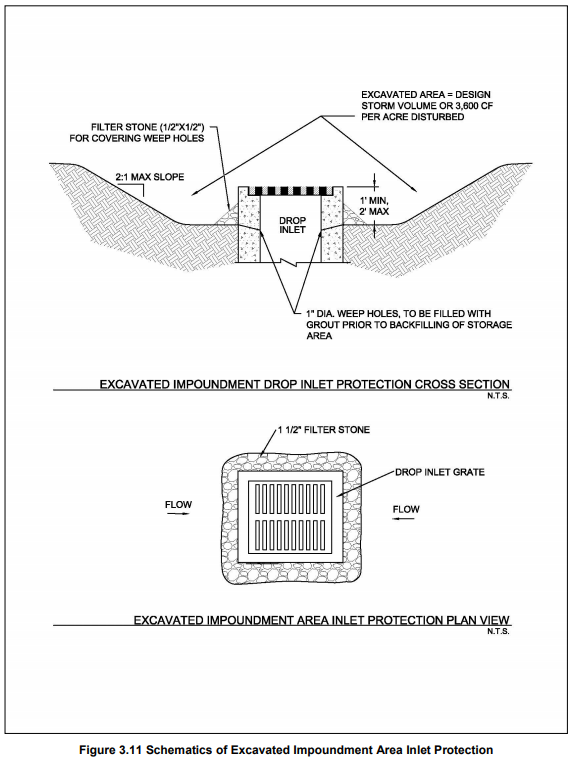 EXCAVATED AREA = DESIGN
STORM VOLUME OR 3,600 CF
PER ACRE DISTURBED
FILTER STONE (1/2"X1/2")
FOR COVERING WEEP HOLES
2:1 MAX SLOPE
1' MIN,
2' MAX
DROP
INLET
1" DIA. WEEP HOLES, TO BE FILLED WITH
GROUT PRIOR TO BACKFILLING OF STORAGE
AREA
EXCAVATED IMPOUNDMENT DROP INLET PROTECTION CROSS SECTION
N.T.S.
1 1/2" FILTER STONE
DROP INLET GRATE
FLOW
FLOW
EXCAVATED IMPOUNDMENT AREA INLET PROTECTION PLAN VIEW
N.T.S.
Figure 3.11 Schematics of Excavated Impoundment Area Inlet Protection